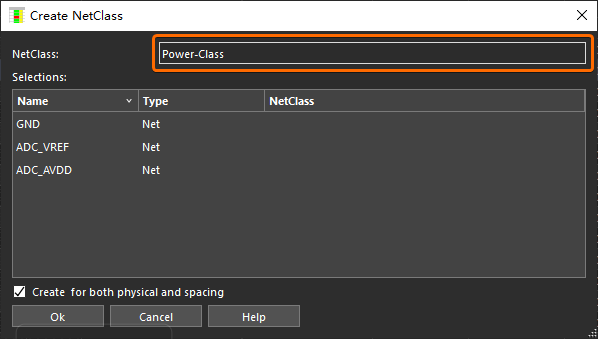 Create NetClass
NetClass: Power-Class
Selections:
Name Type NetClass
GND Net
ADC_VREF Net
ADC_AVDD Net
Create for both physical and spacing
Ok Cancel Help